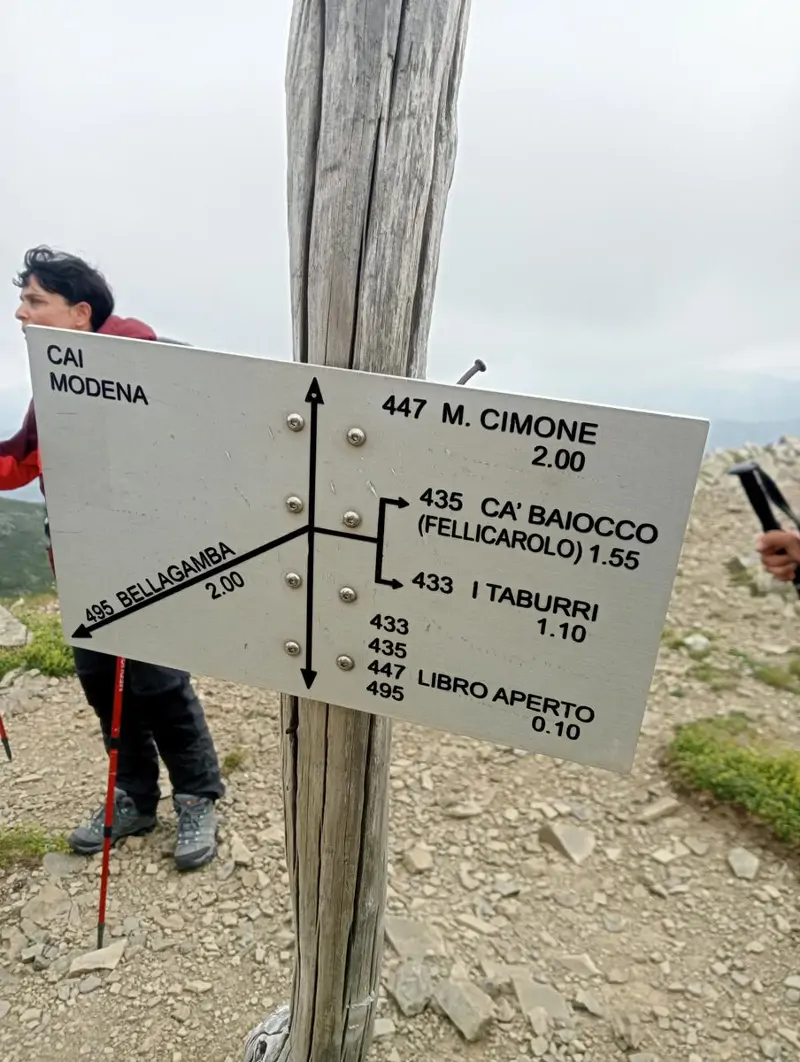 CAI
MODENA
447 M. CIMONE
2.00
435 CA' BAIOCCO
(FELLICAROLO) 1.55
495 BELLAGAMBA
2.00
433 I TABURRI
1.10
433
435
447 LIBRO APERTO
495
0.10